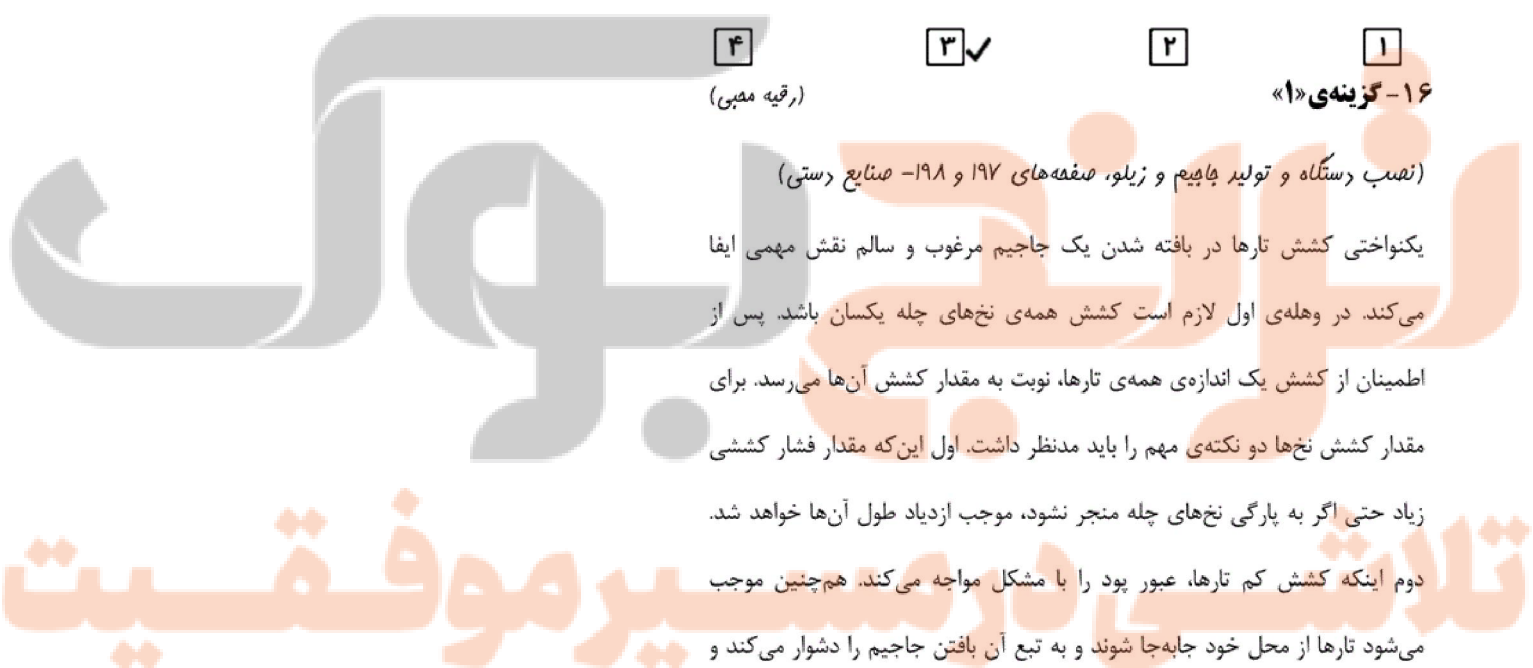 ۱ ۲ ۳ ۴
۱۶- گزینه‌ی «۱» (رقیه محبی)
(نصب دستگاه و تولید جاجیم و زیلو، صفحه‌های ۱۹۷ و ۱۹۸- صنایع دستی)
یکنواختی کشش تارها در بافته شدن یک جاجیم مرغوب و سالم نقش مهمی ایفا
می‌کند. در وهله‌ی اول لازم است کشش همه‌ی نخ‌های چله یکسان باشد. پس از
اطمینان از کشش یک اندازه‌ی همه‌ی تارها، نوبت به مقدار کشش آن‌ها می‌رسد. برای
مقدار کشش نخ‌ها دو نکته‌ی مهم را باید مدنظر داشت. اول این‌که مقدار فشار کششی
زیاد حتی اگر به پارگی نخ‌های چله منجر نشود، موجب ازدیاد طول آن‌ها خواهد شد.
دوم اینکه کشش کم تارها، عبور پود را با مشکل مواجه می‌کند. هم‌چنین موجب
می‌شود تارها از محل خود جابه‌جا شوند و به تبع آن بافتن جاجیم را دشوار می‌کند و
ترنج بوک
تلاشی در مسیر موفقیت